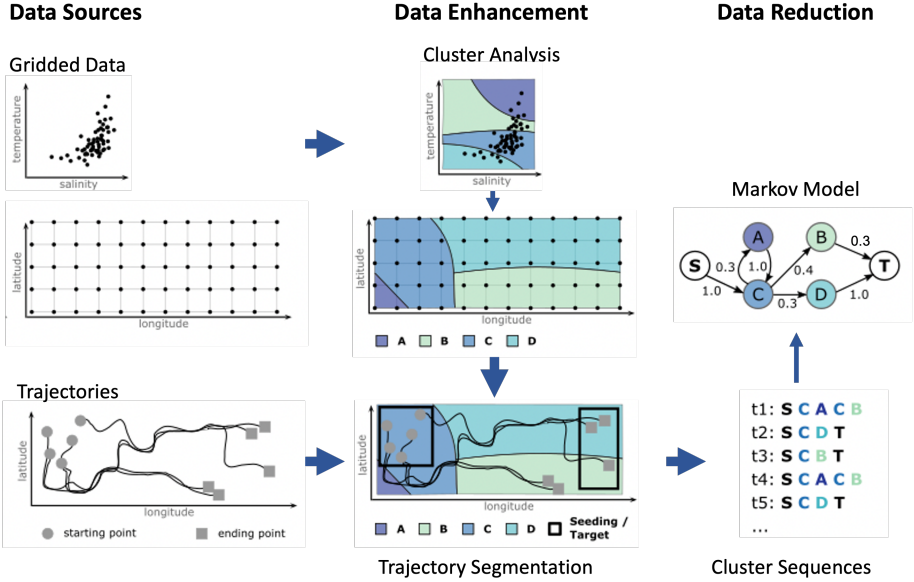 Data Sources
Data Enhancement
Data Reduction
Gridded Data
Cluster Analysis
temperature
salinity
temperature
salinity
latitude
longitude
latitude
longitude
A B C D
Markov Model
S
A
B
C
D
T
0.3
1.0
1.0
0.4
0.3
0.3
1.0
Trajectories
latitude
longitude
starting point
ending point
latitude
longitude
A B C D Seeding /
Target
Trajectory Segmentation
t1: S C A C B
t2: S C D T
t3: S C B T
t4: S C A C B
t5: S C D T
...
Cluster Sequences